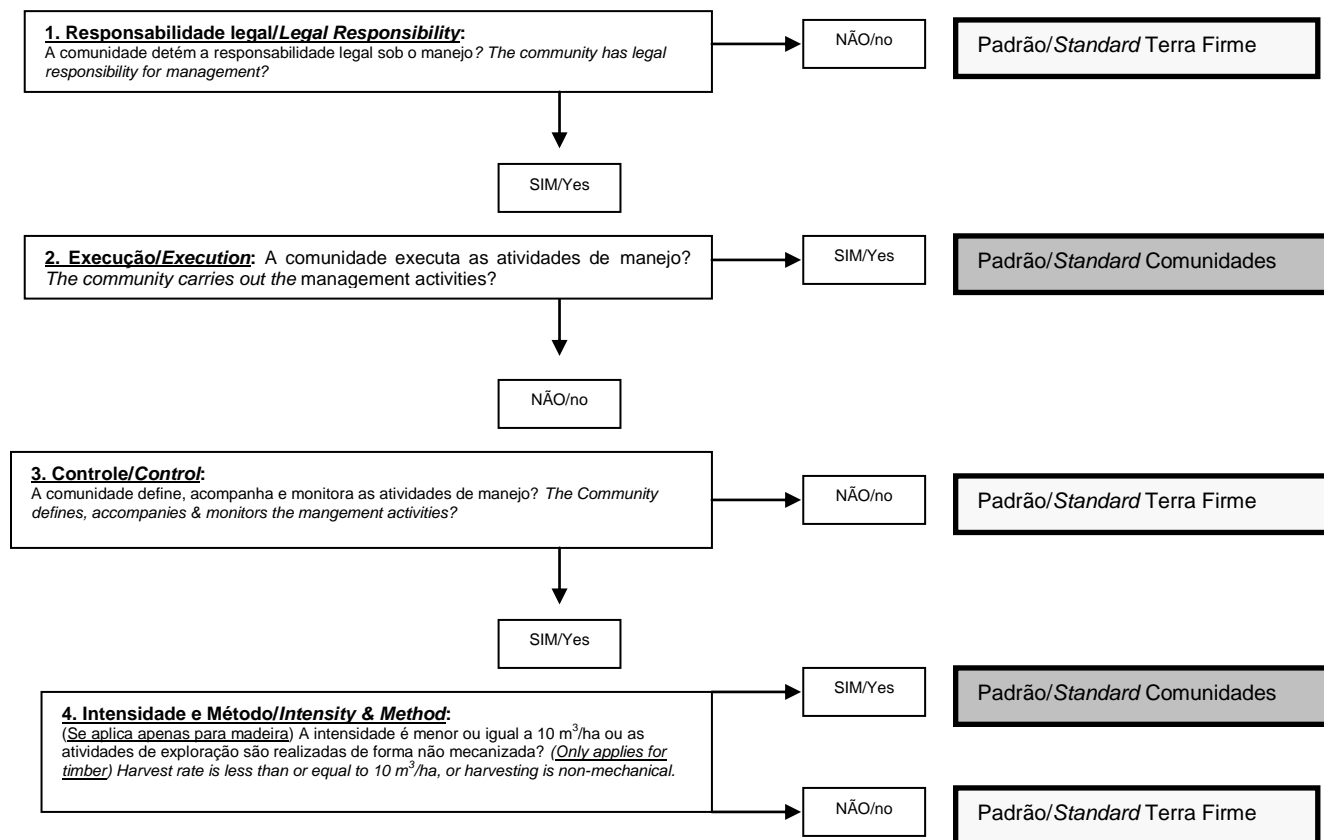 1. Responsabilidade legal/Legal Responsibility:
A comunidade detém a responsabilidade legal sob o manejo? The community has legal
responsibility for management?
NÃO/no
Padrão/Standard Terra Firme
SIM/Yes
2. Execução/Execution: A comunidade executa as atividades de manejo?
The community carries out the management activities?
SIM/Yes
Padrão/Standard Comunidades
NÃO/no
3. Controle/Control:
A comunidade define, acompanha e monitora as atividades de manejo? The Community
defines, accompanies & monitors the mangement activities?
NÃO/no
Padrão/Standard Terra Firme
SIM/Yes
4. Intensidade e Método/Intensity & Method:
(Se aplica apenas para madeira) A intensidade é menor ou igual a 10 m³/ha ou as
atividades de exploração são realizadas de forma não mecanizada? (Only applies for
timber) Harvest rate is less than or equal to 10 m³/ha, or harvesting is non-mechanical.
SIM/Yes
Padrão/Standard Comunidades
NÃO/no
Padrão/Standard Terra Firme